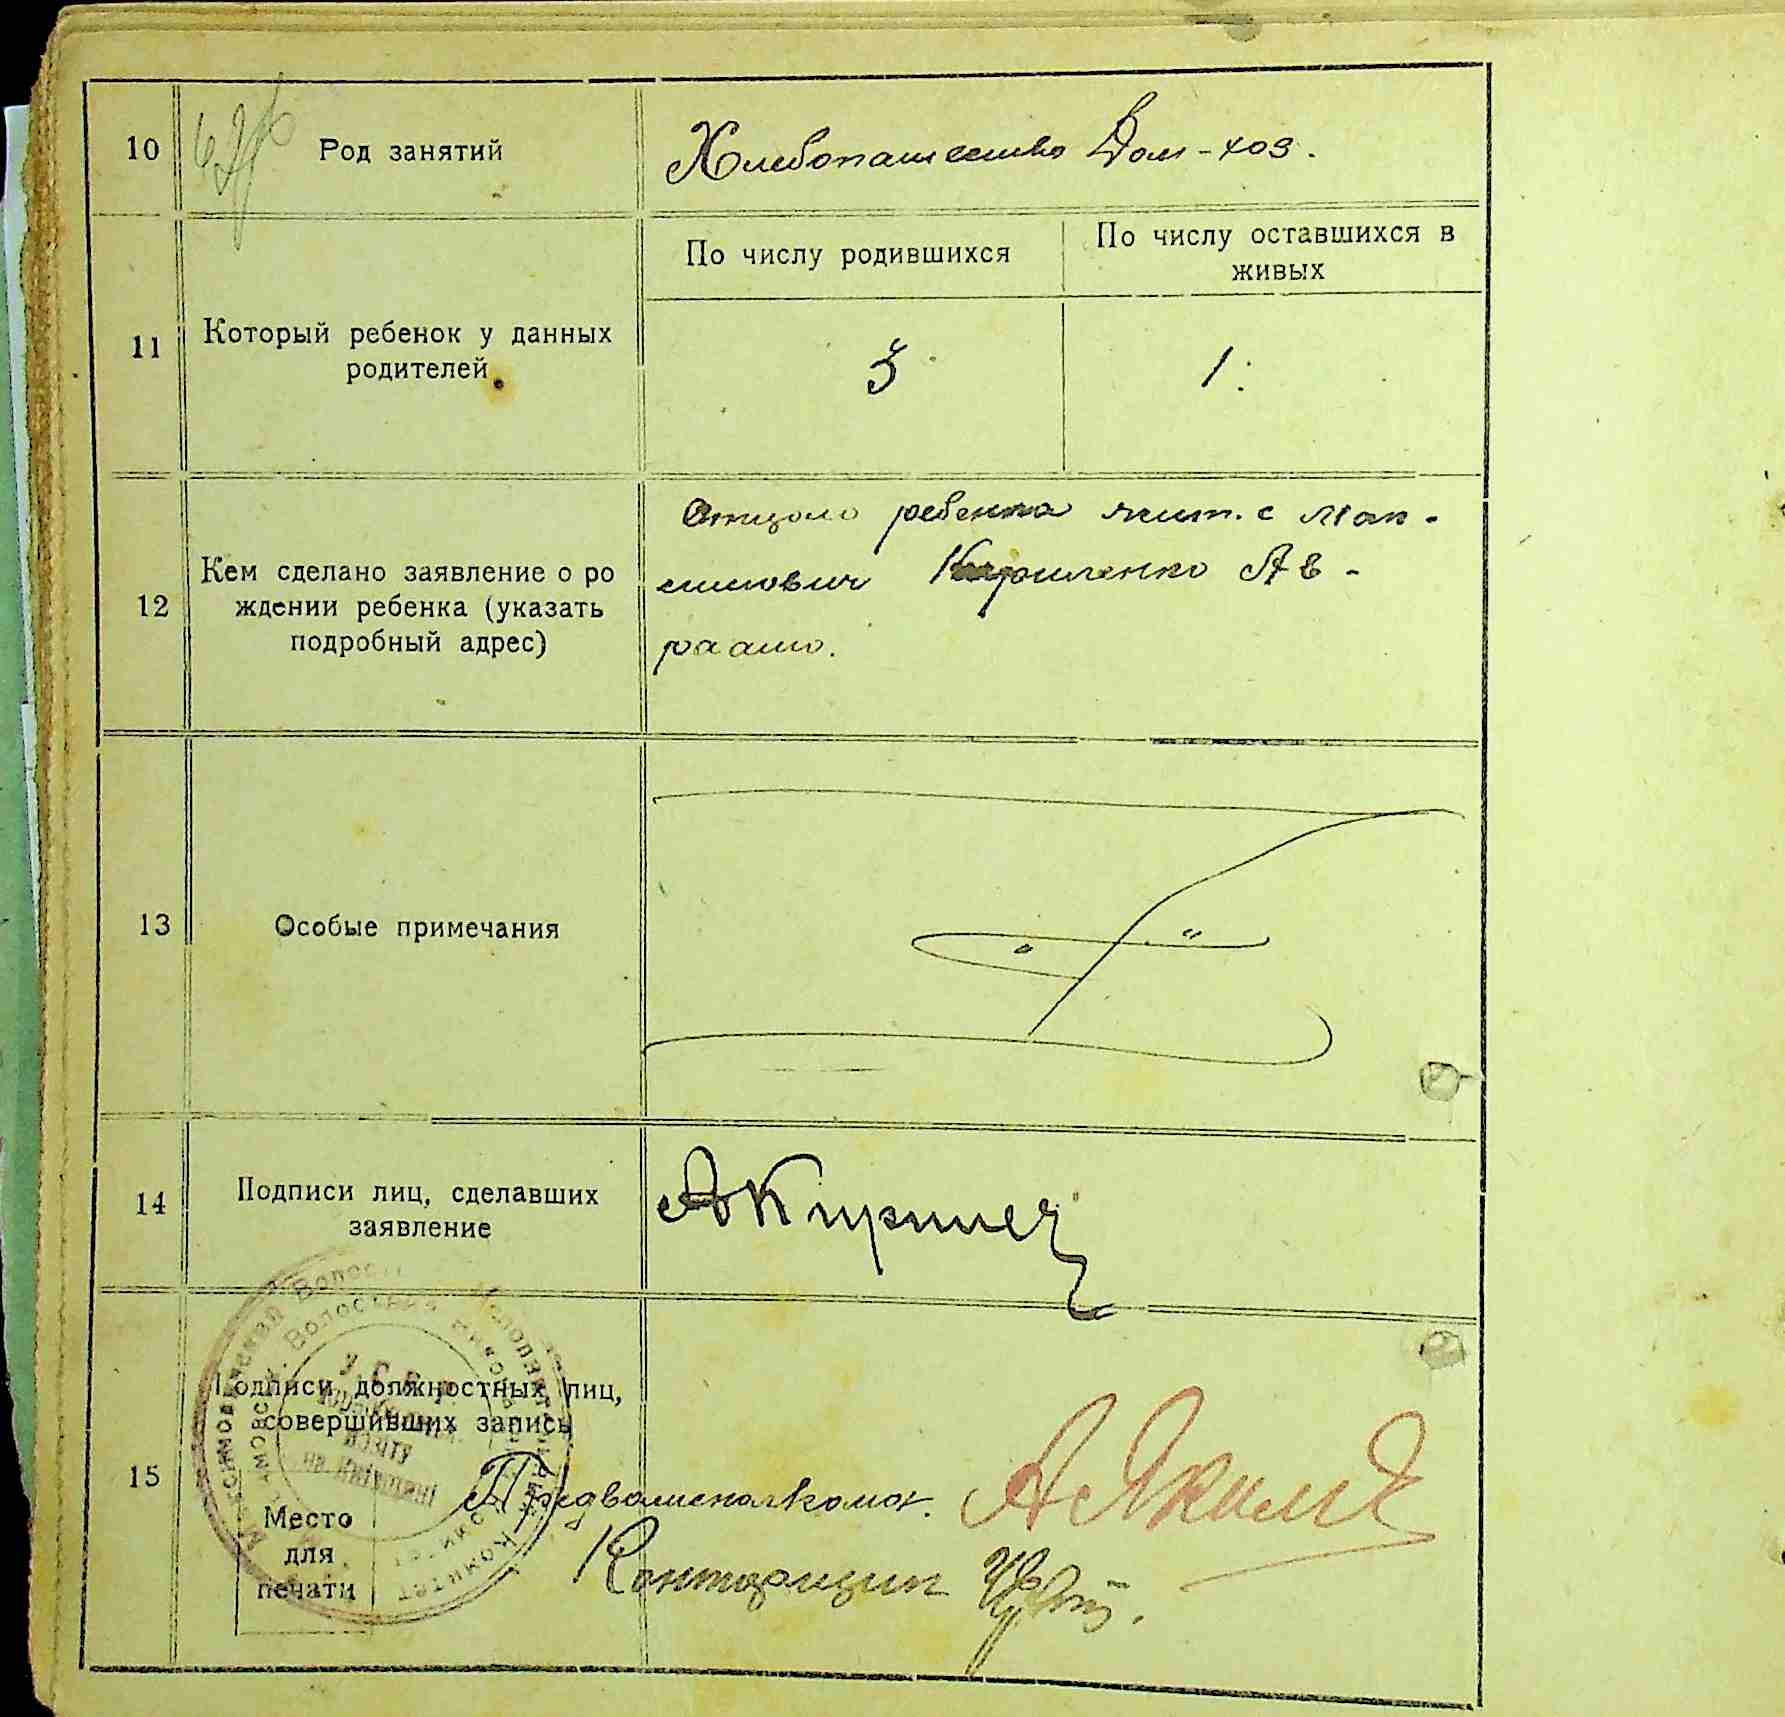 10
Род занятий
Хлебопашество Дом-хоз.
11
Который ребенок у данных
родителей
По числу родившихся
По числу оставшихся в
живых
3
1.
12
Кем сделано заявление о ро
ждении ребенка (указать
подробный адрес)
Отцом ребенка жит. с Мак-
симович Кириленко Ав-
раам.
13
Особые примечания
14
Подписи лиц, сделавших
заявление
15
Подписи должностных лиц,
совершивших запись
Предволисполкома
Место
для
печати
Конторщик
У.С.Р.Р.